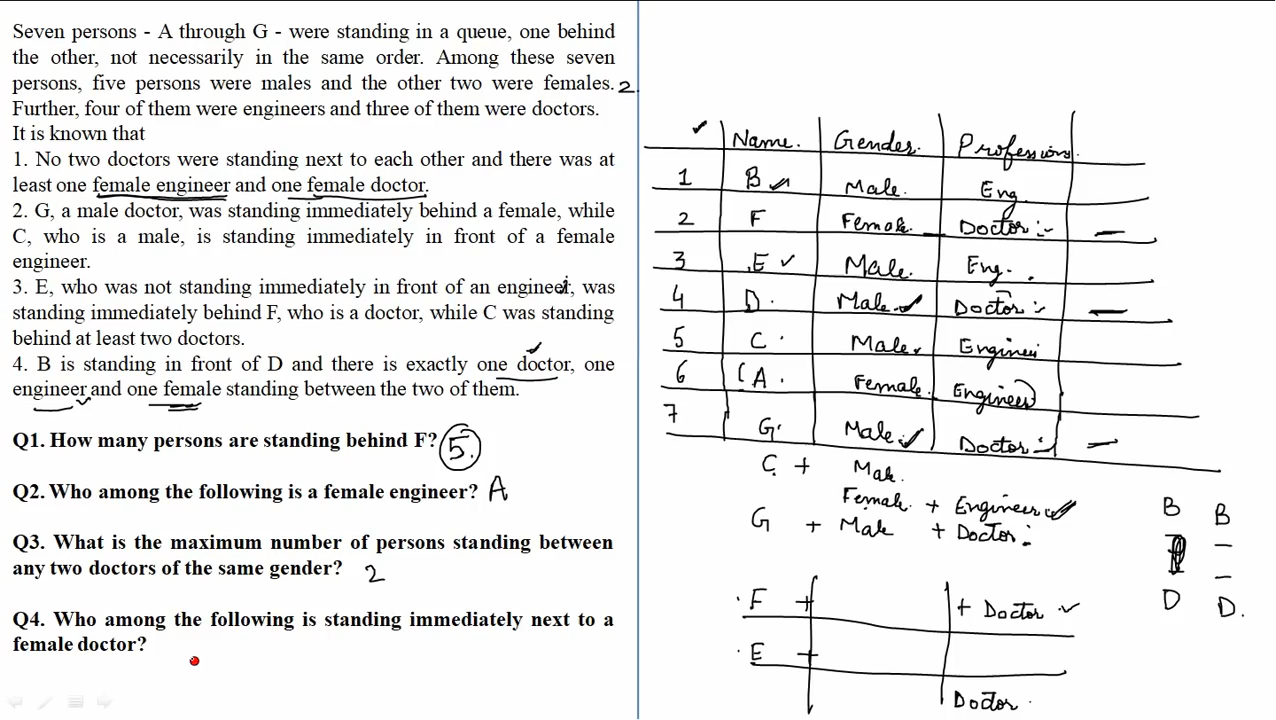 Seven persons - A through G - were standing in a queue, one behind
the other, not necessarily in the same order. Among these seven
persons, five persons were males and the other two were females. 2.
Further, four of them were engineers and three of them were doctors.
It is known that
1. No two doctors were standing next to each other and there was at
least one female engineer and one female doctor.
2. G, a male doctor, was standing immediately behind a female, while
C, who is a male, is standing immediately in front of a female
engineer.
3. E, who was not standing immediately in front of an engineer, was
standing immediately behind F, who is a doctor, while C was standing
behind at least two doctors.
4. B is standing in front of D and there is exactly one doctor, one
engineer and one female standing between the two of them.
Q1. How many persons are standing behind F? 5.
Q2. Who among the following is a female engineer? A
Q3. What is the maximum number of persons standing between
any two doctors of the same gender? 2
Q4. Who among the following is standing immediately next to a
female doctor?
Name. Gender. Profession
1 B Male. Eng.
2 F Female. Doctor
3 E Male. Eng.
4 D. Male. Doctor
5 C Male. Engineer
6 (A. Female. Engineer)
7 G. Male. Doctor
C + Male.
Female + Engineer
G + Male + Doctor
B B
D D.
F + + Doctor
E +
Doctor